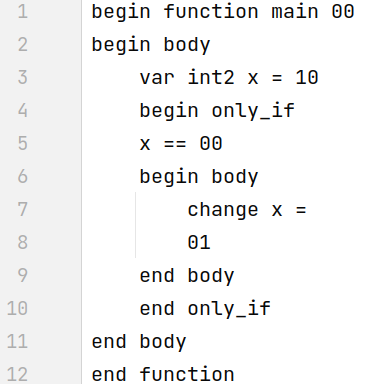 1 begin function main 00
2 begin body
3 var int2 x = 10
4 begin only_if
5 x == 00
6 begin body
7 change x =
8 01
9 end body
10 end only_if
11 end body
12 end function